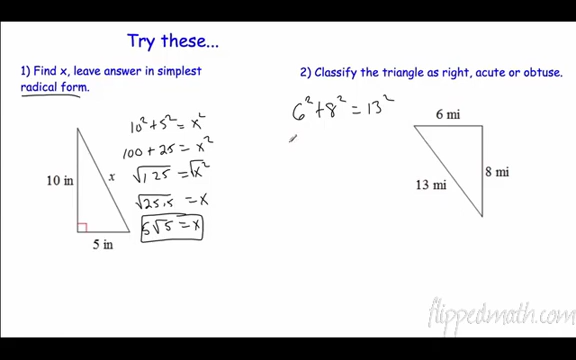 Try these...
1) Find x, leave answer in simplest
radical form.
10² + 5² = x²
100 + 25 = x²
√125 = √x²
√25·5 = x
5√5 = x
10 in
x
5 in
2) Classify the triangle as right, acute or obtuse.
6² + 8² = 13²
6 mi
8 mi
13 mi
flippedmath.com